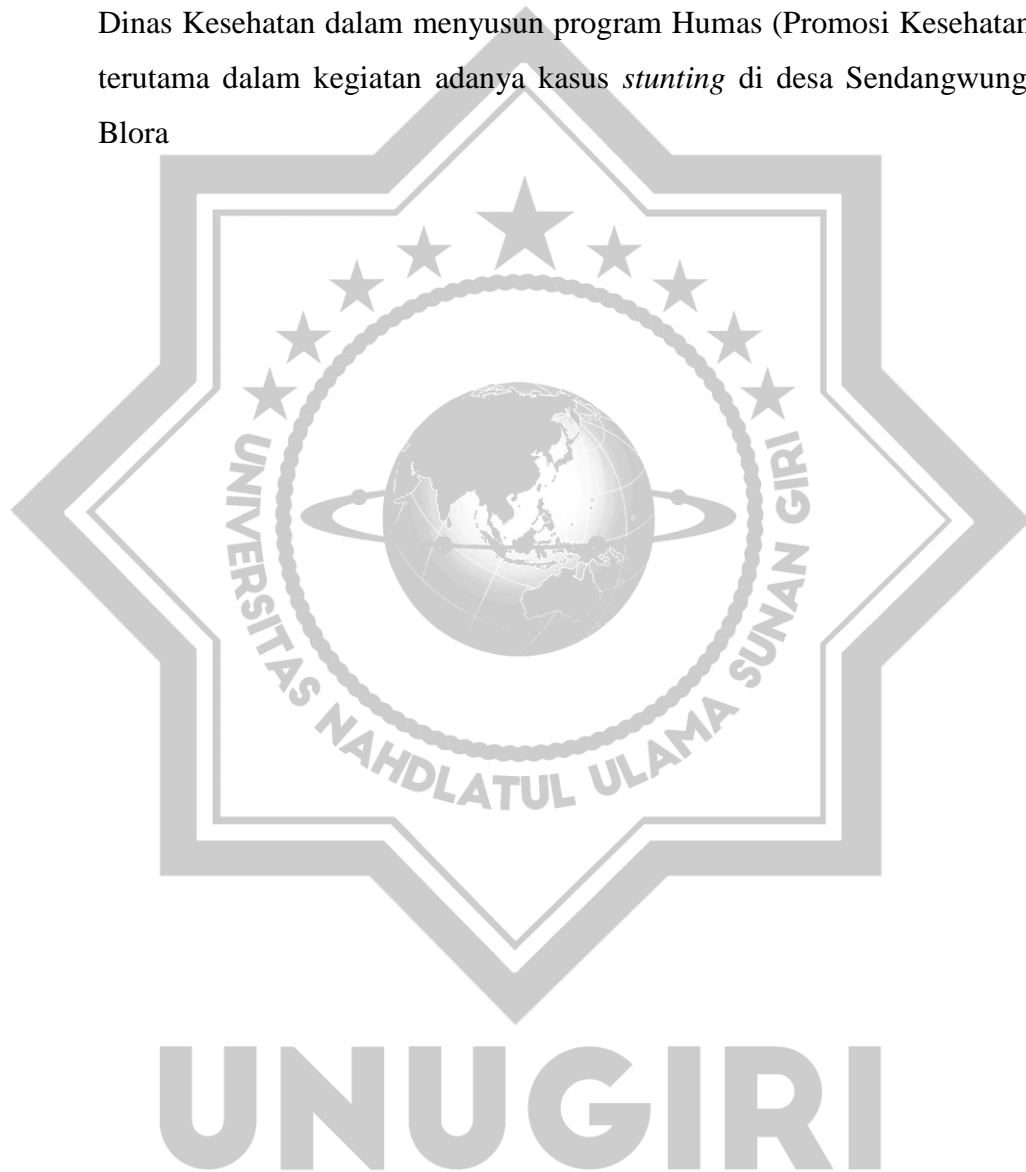 Dinas Kesehatan dalam menyusun program Humas (Promosi Kesehatan
terutama dalam kegiatan adanya kasus stunting di desa Sendangwung
Blora
UNIVERSITAS NAHDLATUL ULAMA SUNAN GIRI
UNUGIRI